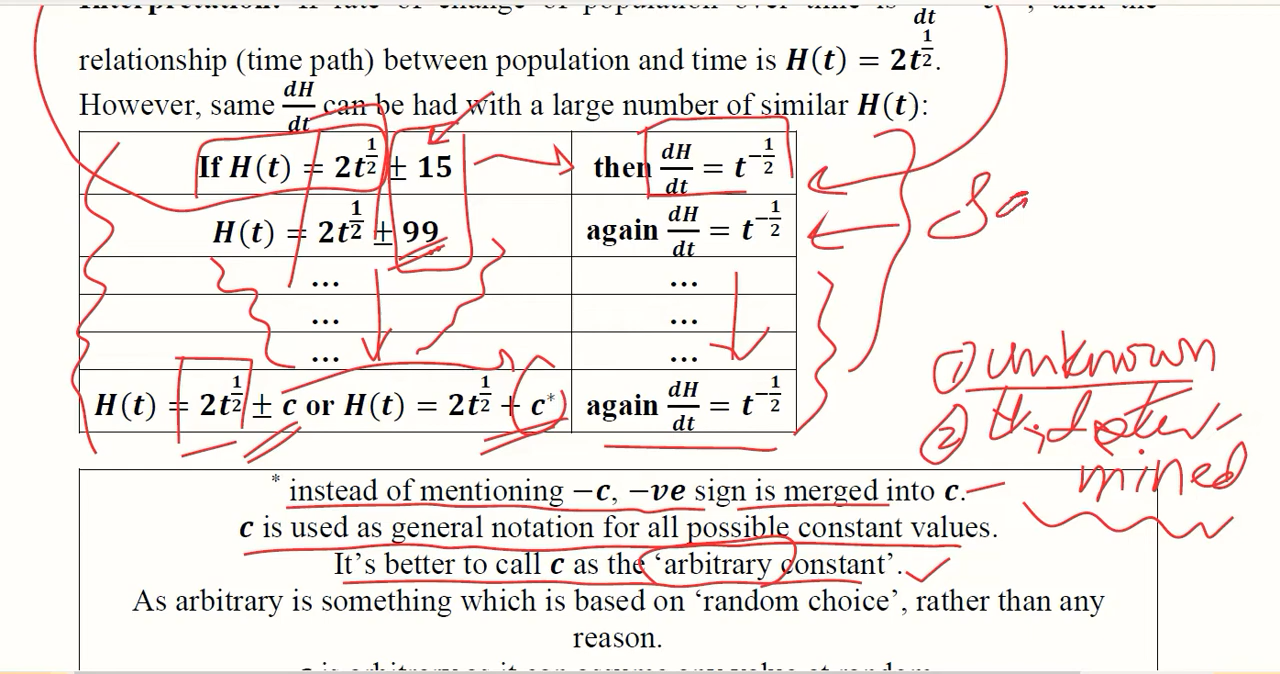 relationship (time path) between population and time is H(t) = 2t^(1/2).
However, same dH/dt can be had with a large number of similar H(t):
If H(t) = 2t^(1/2) ± 15 then dH/dt = t^(-1/2)
H(t) = 2t^(1/2) ± 99 again dH/dt = t^(-1/2)
... ...
... ...
... ...
H(t) = 2t^(1/2) ± c or H(t) = 2t^(1/2) + c* again dH/dt = t^(-1/2)
* instead of mentioning −c, −ve sign is merged into c.
c is used as general notation for all possible constant values.
It's better to call c as the 'arbitrary constant'.
As arbitrary is something which is based on 'random choice', rather than any
reason.
① unknown
②
mined